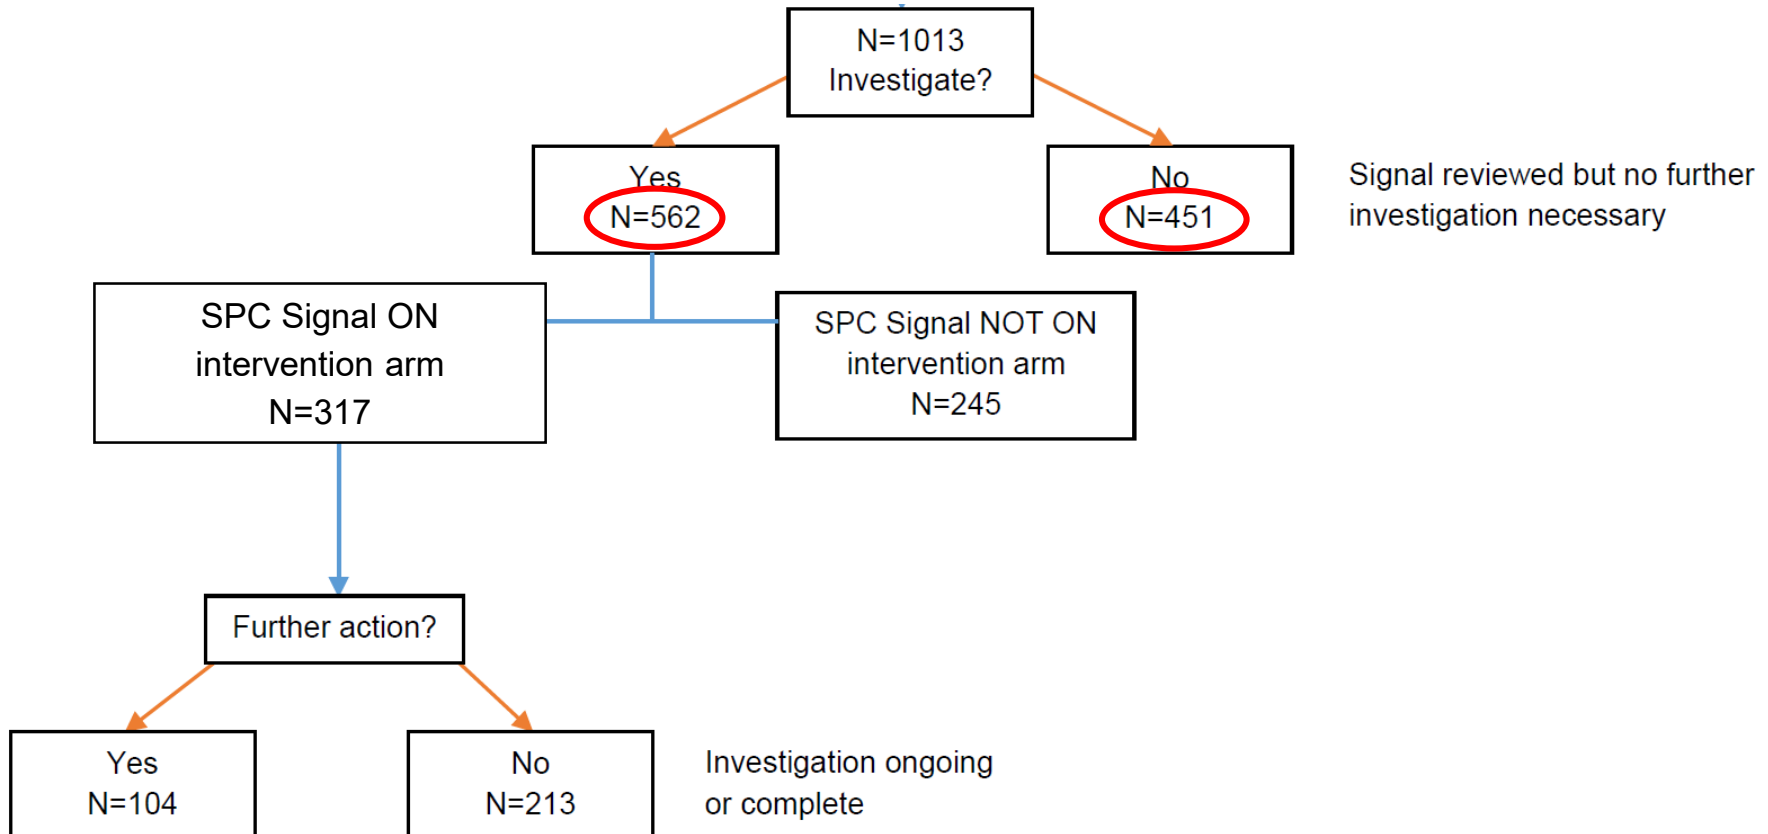 N=1013
Investigate?
Yes
N=562
No
N=451
Signal reviewed but no further
investigation necessary
SPC Signal ON
intervention arm
N=317
SPC Signal NOT ON
intervention arm
N=245
Further action?
Yes
N=104
No
N=213
Investigation ongoing
or complete